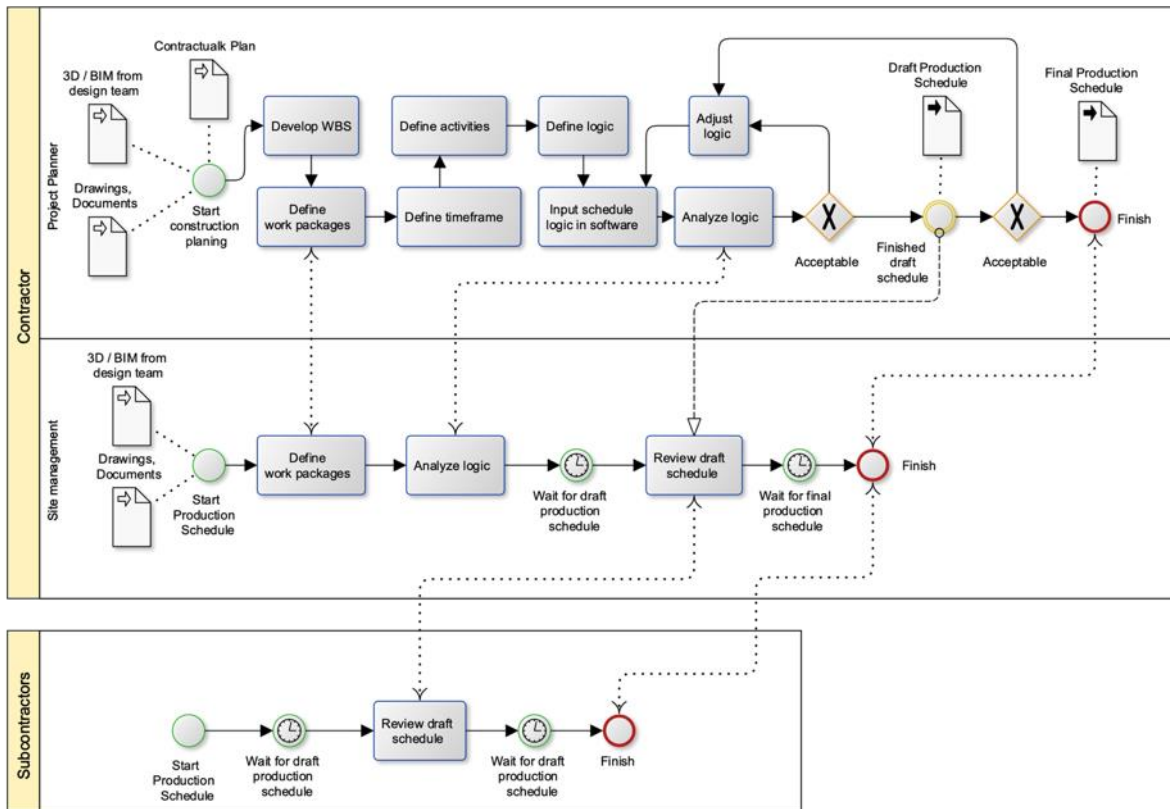 Contractor
Project Planner
Contractualk Plan
3D / BIM from
design team
Drawings,
Documents
Start
construction
planing
Develop WBS
Define
work packages
Define activities
Define timeframe
Define logic
Input schedule
logic in software
Adjust
logic
Analyze logic
X
Acceptable
Draft Production
Schedule
Finished
draft
schedule
X
Acceptable
Final Production
Schedule
Finish
Site management
3D / BIM from
design team
Drawings,
Documents
Start
Production
Schedule
Define
work packages
Analyze logic
Wait for draft
production
schedule
Review draft
schedule
Wait for final
production
schedule
Finish
Subcontractors
Start
Production
Schedule
Wait for draft
production
schedule
Review draft
schedule
Wait for draft
production
schedule
Finish